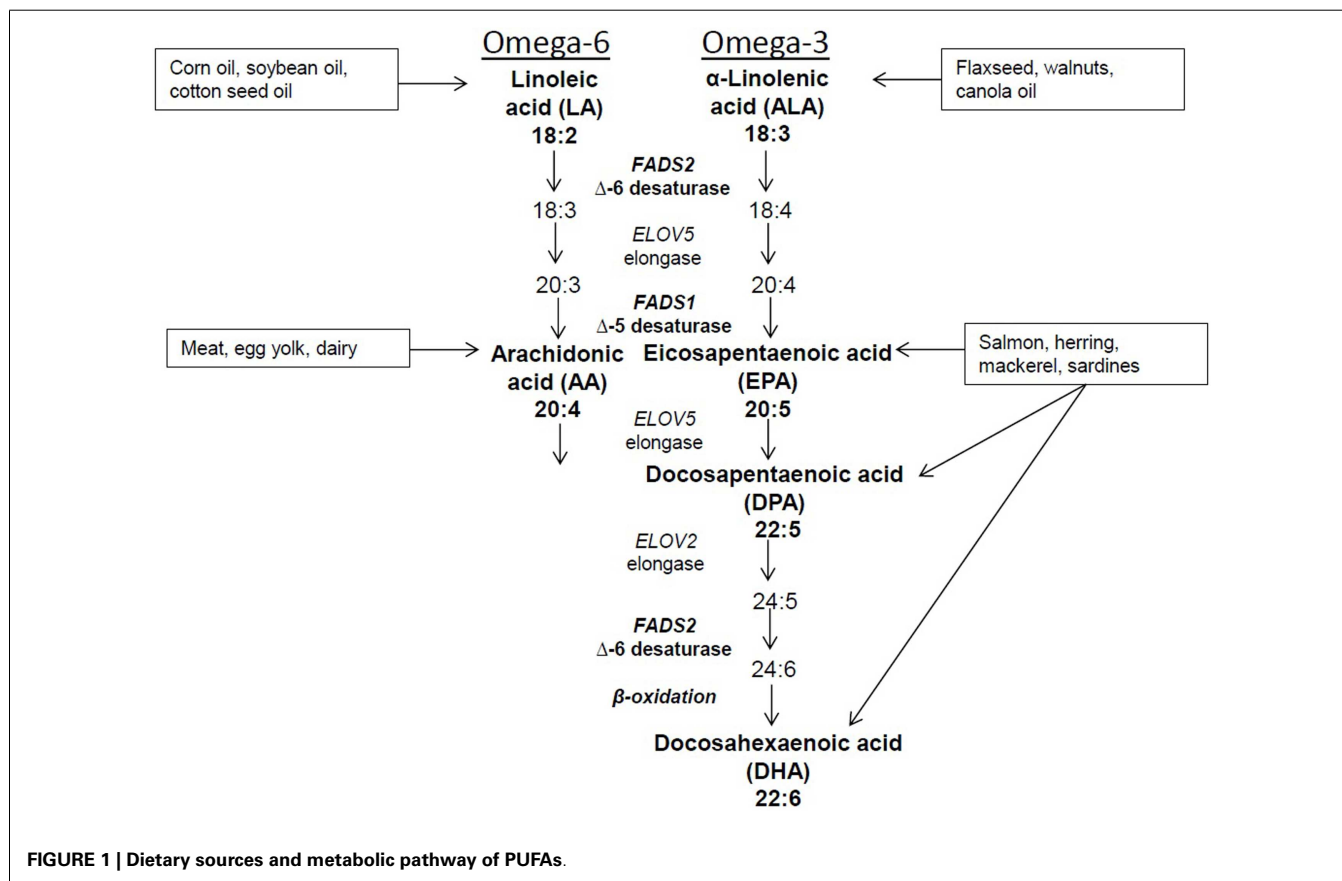 Omega-6
Omega-3
Corn oil, soybean oil,
cotton seed oil
Linoleic
acid (LA)
18:2
α-Linolenic
acid (ALA)
18:3
Flaxseed, walnuts,
canola oil
FADS2
Δ-6 desaturase
18:3
18:4
ELOV5
elongase
20:3
20:4
FADS1
Δ-5 desaturase
Meat, egg yolk, dairy
Arachidonic
acid (AA)
20:4
Eicosapentaenoic acid
(EPA)
20:5
Salmon, herring,
mackerel, sardines
ELOV5
elongase
Docosapentaenoic acid
(DPA)
22:5
ELOV2
elongase
24:5
FADS2
Δ-6 desaturase
24:6
β-oxidation
Docosahexaenoic acid
(DHA)
22:6
FIGURE 1 | Dietary sources and metabolic pathway of PUFAs.